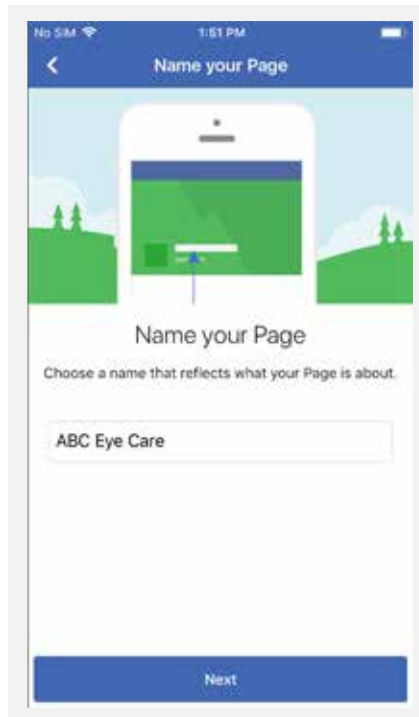 No SIM 1:51 PM
Name your Page
Name your Page
Choose a name that reflects what your Page is about.
ABC Eye Care
Next